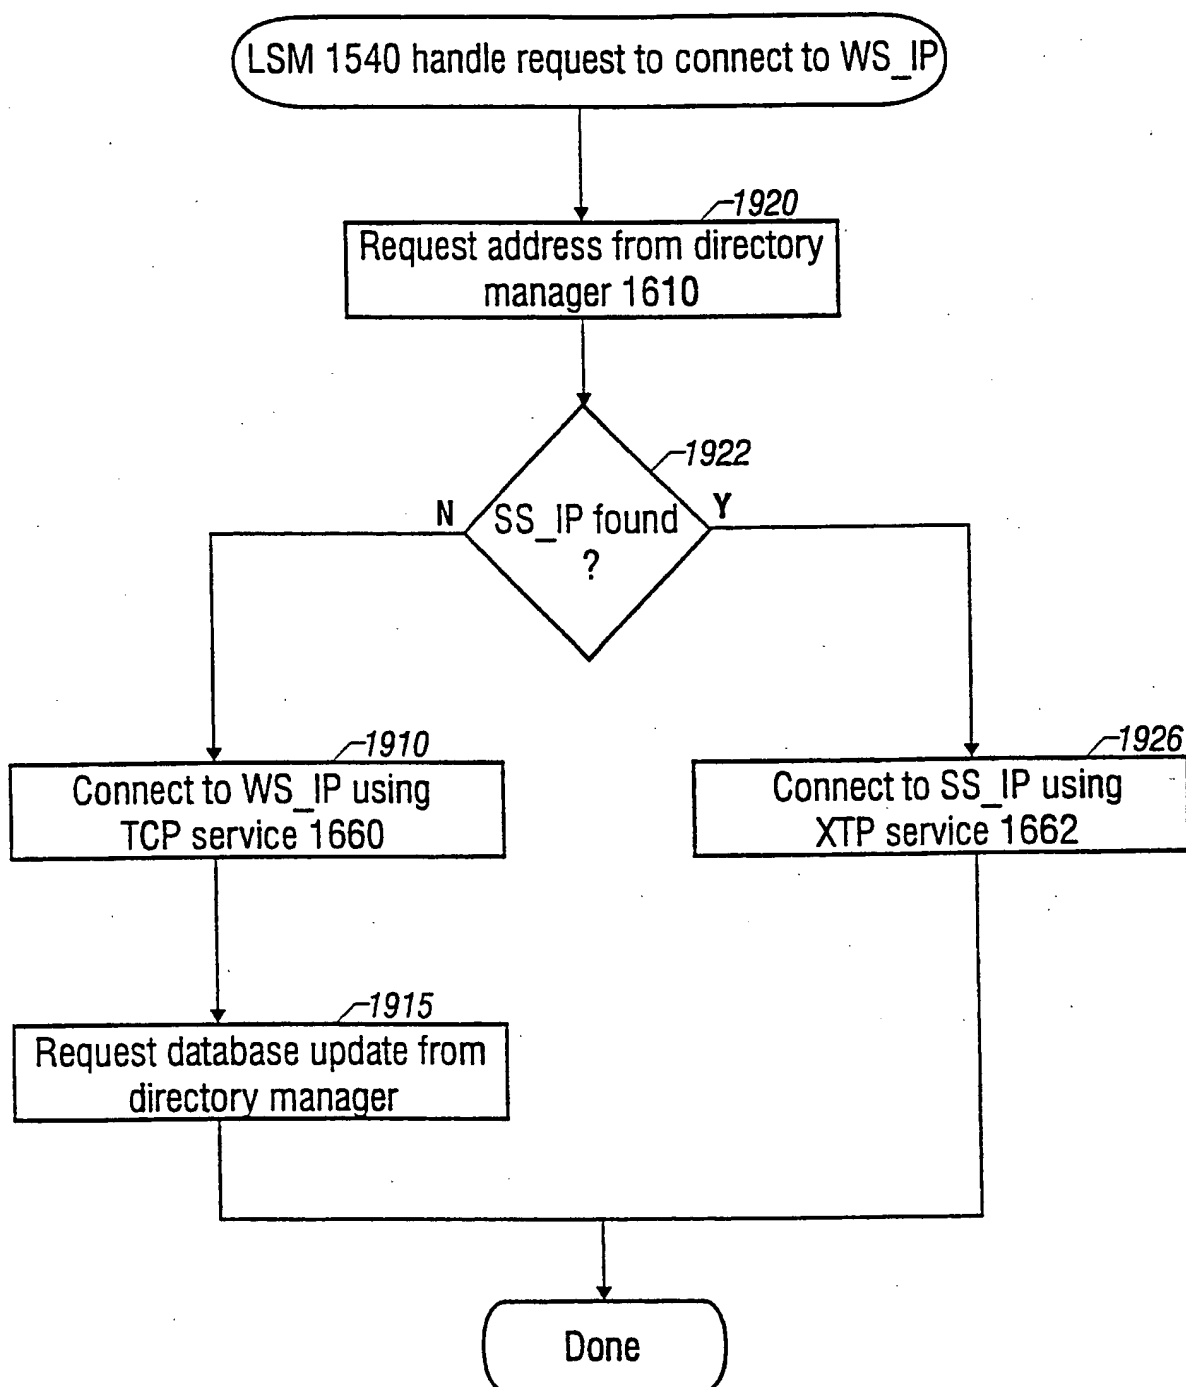 LSM 1540 handle request to connect to WS_IP
1920
Request address from directory
manager 1610
1922
N
SS_IP found
?
Y
1910
Connect to WS_IP using
TCP service 1660
1926
Connect to SS_IP using
XTP service 1662
1915
Request database update from
directory manager
Done